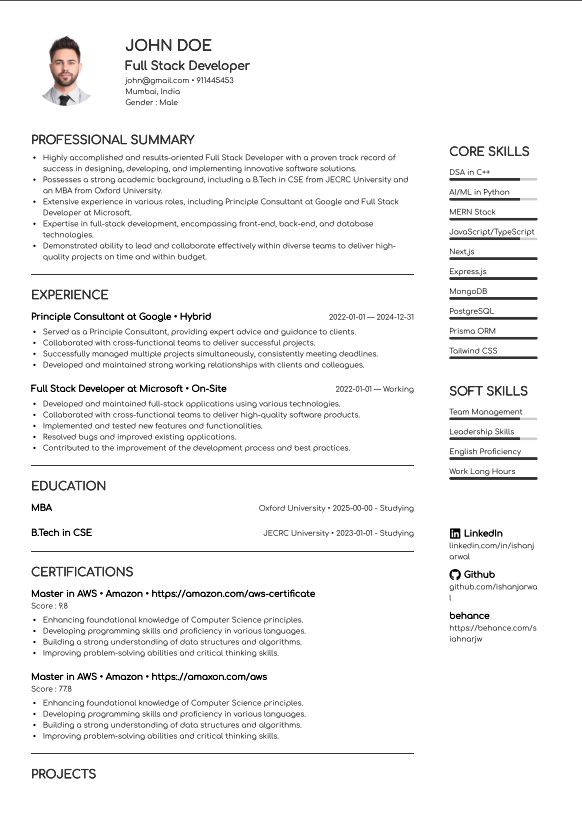 JOHN DOE
Full Stack Developer
john@gmail.com • 911445453
Mumbai, India
Gender : Male
PROFESSIONAL SUMMARY
• Highly accomplished and results-oriented Full Stack Developer with a proven track record of
success in designing, developing, and implementing innovative software solutions.
• Possesses a strong academic background, including a B.Tech in CSE from JECRC University and
an MBA from Oxford University.
• Extensive experience in various roles, including Principle Consultant at Google and Full Stack
Developer at Microsoft.
• Expertise in full-stack development, encompassing front-end, back-end, and database
technologies.
• Demonstrated ability to lead and collaborate effectively within diverse teams to deliver high-
quality projects on time and within budget.
EXPERIENCE
Principle Consultant at Google • Hybrid 2022-01-01 — 2024-12-31
• Served as a Principle Consultant, providing expert advice and guidance to clients.
• Collaborated with cross-functional teams to deliver successful projects.
• Successfully managed multiple projects simultaneously, consistently meeting deadlines.
• Developed and maintained strong working relationships with clients and colleagues.
Full Stack Developer at Microsoft • On-Site 2022-01-01 — Working
• Developed and maintained full-stack applications using various technologies.
• Collaborated with cross-functional teams to deliver high-quality software products.
• Implemented and tested new features and functionalities.
• Resolved bugs and improved existing applications.
• Contributed to the improvement of the development process and best practices.
EDUCATION
MBA Oxford University • 2025-00-00 - Studying
B.Tech in CSE JECRC University • 2023-01-01 - Studying
CERTIFICATIONS
Master in AWS • Amazon • https://amazon.com/aws-certificate
Score : 9.8
• Enhancing foundational knowledge of Computer Science principles.
• Developing programming skills and proficiency in various languages.
• Building a strong understanding of data structures and algorithms.
• Improving problem-solving abilities and critical thinking skills.
Master in AWS • Amazon • https://amaxon.com/aws
Score : 77.8
• Enhancing foundational knowledge of Computer Science principles.
• Developing programming skills and proficiency in various languages.
• Building a strong understanding of data structures and algorithms.
• Improving problem-solving abilities and critical thinking skills.
PROJECTS
CORE SKILLS
DSA in C++
AI/ML in Python
MERN Stack
JavaScript/TypeScript
Next.js
Express.js
MongoDB
PostgreSQL
Prisma ORM
Tailwind CSS
SOFT SKILLS
Team Management
Leadership Skills
English Proficiency
Work Long Hours
LinkedIn
linkedin.com/in/ishanj
arwal
Github
github.com/ishanjarwa
l
behance
https://behance.com/s
iahnarjw